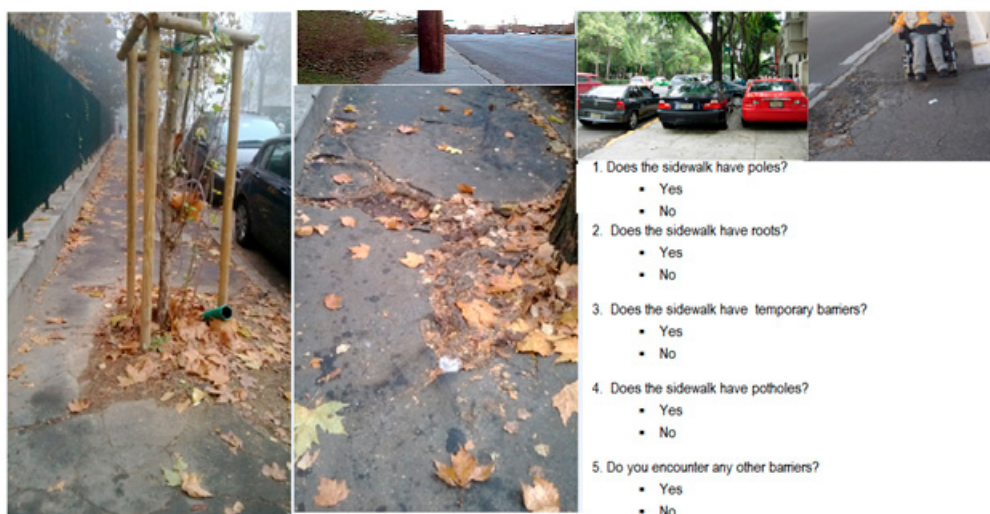 1. Does the sidewalk have poles?
▪ Yes
▪ No
2. Does the sidewalk have roots?
▪ Yes
▪ No
3. Does the sidewalk have temporary barriers?
▪ Yes
▪ No
4. Does the sidewalk have potholes?
▪ Yes
▪ No
5. Do you encounter any other barriers?
▪ Yes
▪ No